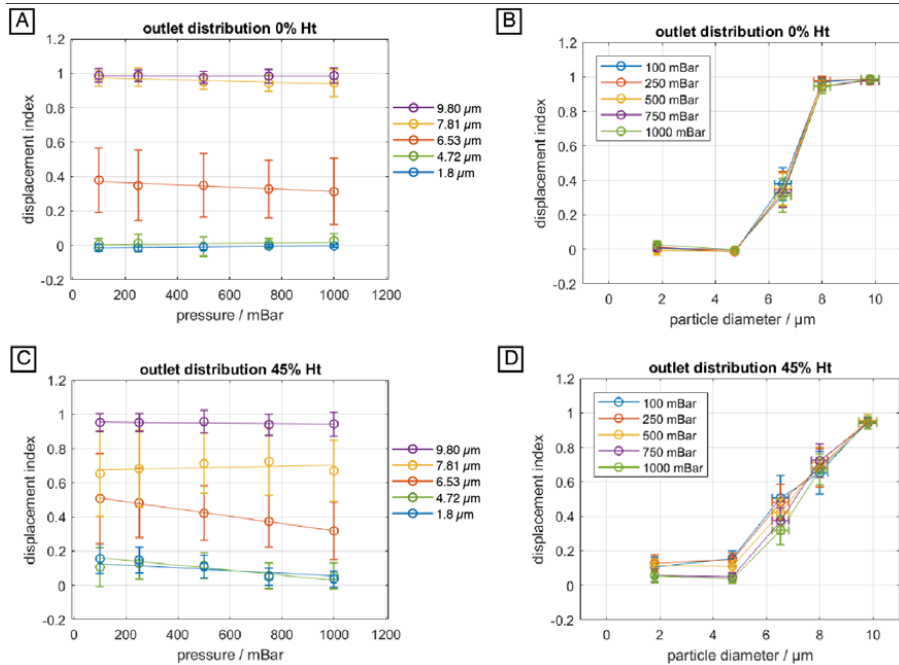 A
outlet distribution 0% Ht
1.2
1
0.8
0.6
0.4
0.2
0
-0.2
displacement index
0
200
400
600
800
1000
1200
pressure / mBar
9.80 µm
7.81 µm
6.53 µm
4.72 µm
1.8 µm
B
outlet distribution 0% Ht
1.2
1
0.8
0.6
0.4
0.2
0
-0.2
displacement index
100 mBar
250 mBar
500 mBar
750 mBar
1000 mBar
0
2
4
6
8
10
particle diameter / µm
C
outlet distribution 45% Ht
1.2
1
0.8
0.6
0.4
0.2
0
-0.2
displacement index
0
200
400
600
800
1000
1200
pressure / mBar
9.80 µm
7.81 µm
6.53 µm
4.72 µm
1.8 µm
D
outlet distribution 45% Ht
1.2
1
0.8
0.6
0.4
0.2
0
-0.2
displacement index
100 mBar
250 mBar
500 mBar
750 mBar
1000 mBar
0
2
4
6
8
10
particle diameter / µm